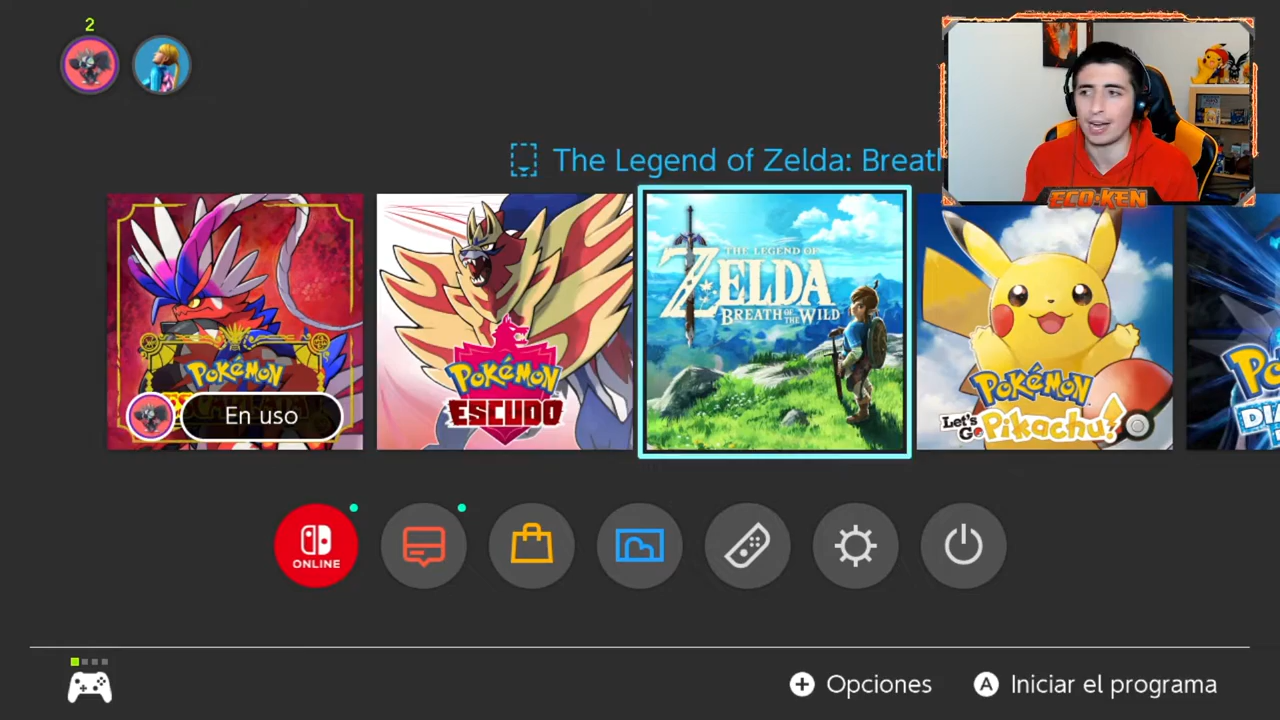 2
The Legend of Zelda: Breath
ECO-KEN
POKÉMON
En uso
POKÉMON
ESCUDO
THE LEGEND OF
ZELDA
BREATH OF THE WILD
POKÉMON
Let's Go Pikachu!
ONLINE
+ Opciones
A Iniciar el programa